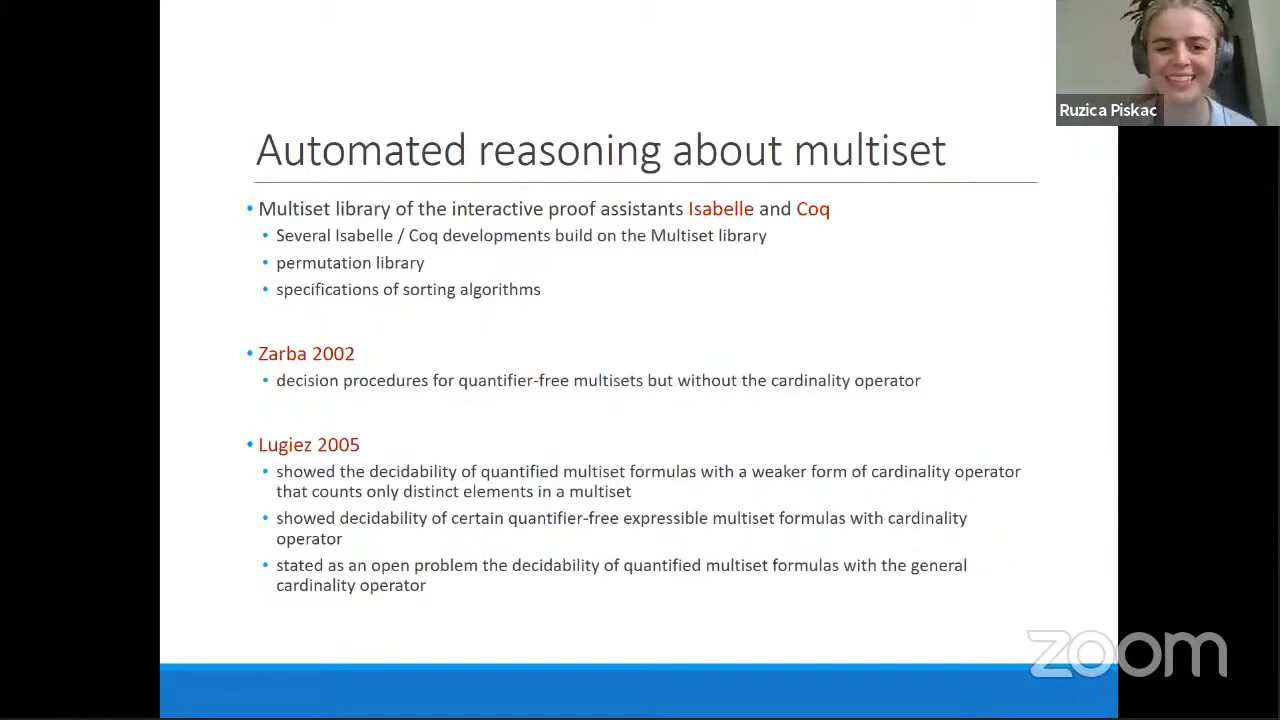 Ruzica Piskac
Automated reasoning about multiset
• Multiset library of the interactive proof assistants Isabelle and Coq
• Several Isabelle / Coq developments build on the Multiset library
• permutation library
• specifications of sorting algorithms
• Zarba 2002
• decision procedures for quantifier-free multisets but without the cardinality operator
• Lugiez 2005
• showed the decidability of quantified multiset formulas with a weaker form of cardinality operator
that counts only distinct elements in a multiset
• showed decidability of certain quantifier-free expressible multiset formulas with cardinality
operator
• stated as an open problem the decidability of quantified multiset formulas with the general
cardinality operator
zoom